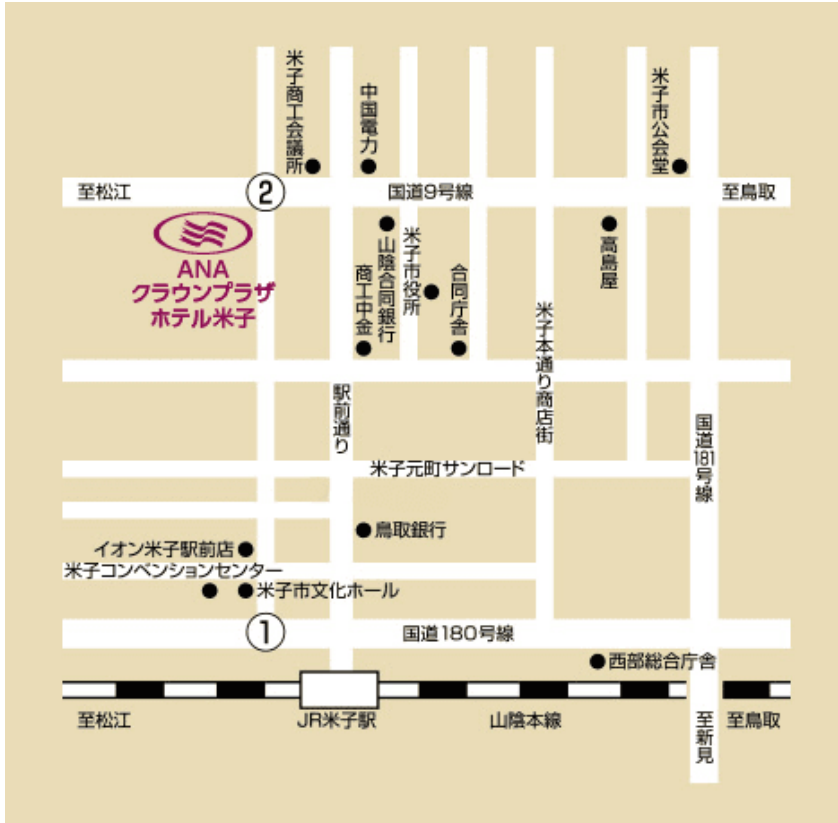 米子商工会議所
中国電力
米子市公会堂
至松江
②
国道9号線
至鳥取
ANA
クラウンプラザ
ホテル米子
山陰合同銀行
商工中金
米子市役所
合同庁舎
高島屋
米子本通り商店街
駅前通り
国道181号線
米子元町サンロード
鳥取銀行
イオン米子駅前店
米子コンベンションセンター
米子市文化ホール
①
国道180号線
西部総合庁舎
至松江
JR米子駅
山陰本線
至新見
至鳥取